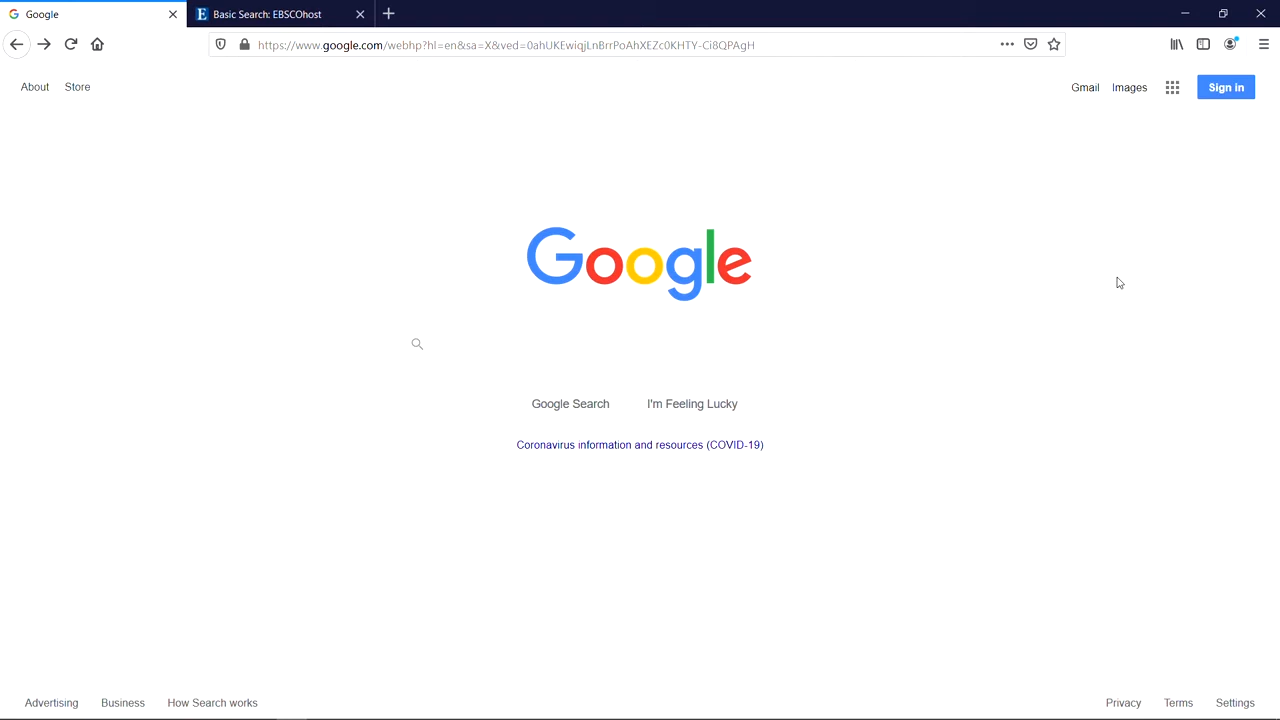 Google
Basic Search: EBSCOhost
https://www.google.com/webhp?hl=en&sa=X&ved=0ahUKEwiqjLnBrrPoAhXEZc0KHTY-Ci8QPAgH
About Store
Gmail Images Sign in
Google
Google Search I'm Feeling Lucky
Coronavirus information and resources (COVID-19)
Advertising Business How Search works
Privacy Terms Settings